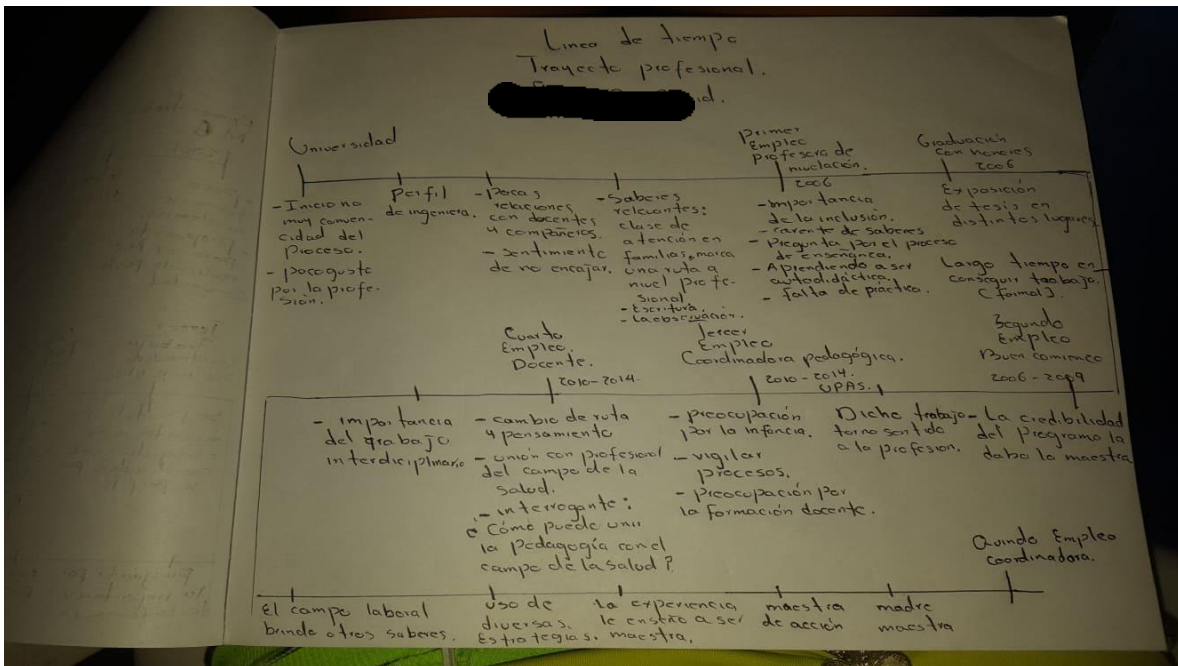 Linea de tiempo
Trayecto profesional.
id.
Universidad
- Inicio no
muy conven-
cidad del
Proceso.
- poco gusto
por la profe-
sión.
Perfil
de ingeniera.
- Pocas
relaciones
con docentes
y compañeros.
- Sentimiento
de no encajar.
- Saberes
relevantes:
clase de
atención en
familias, marca
una ruta a
nivel profe-
sional
- Escritura.
- La observación.
Primer
Empleo
profesora de
nivelación.
2006
- Importancia
de la inclusión.
- carente de saberes
- Pregunta por el proceso
de enseñnca.
- Aprendiendo a ser
autodidáctica.
- falta de práctica.
Graduación
con honores
2006
Exposición
de tesis en
distintos lugares
Largo tiempo en
conseguir trabajo.
(formal).
Segundo
Empleo
Buen comienzo
2006 - 2009
- La credibilidad
del programa la
daba la maestra
Dicho trabajo
torno sentido
a la profesion.
Tercer
Empleo
Coordinadora pedagógica.
2010 - 2014.
UPAS.
- preocupación
por la infancia.
- vigilar
procesos.
- preocupación por
la formación docente.
Cuarto
Empleo.
Docente.
2010-2014.
- cambio de ruta
y pensamiento
- unión con profesional
del campo de la
salud.
- interrogante:
¿Cómo puede unir
la Pedagogía con el
campo de la salud?
- importancia
del trabajo
interdiciplinario
Quindo Empleo
coordinadora.
madre
maestra
maestra
de acción
La experiencia
le enseño a ser
maestra.
Uso de
diversas.
Estrategias.
El campo laboral
brinda otros saberes.